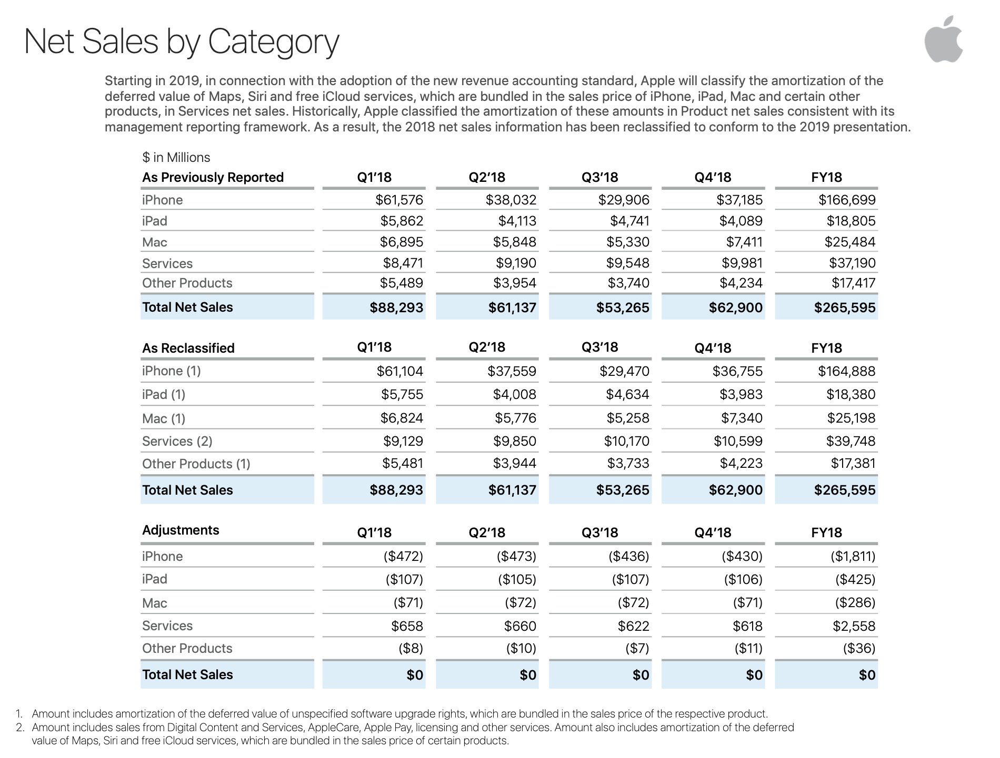 Net Sales by Category
Starting in 2019, in connection with the adoption of the new revenue accounting standard, Apple will classify the amortization of the
deferred value of Maps, Siri and free iCloud services, which are bundled in the sales price of iPhone, iPad, Mac and certain other
products, in Services net sales. Historically, Apple classified the amortization of these amounts in Product net sales consistent with its
management reporting framework. As a result, the 2018 net sales information has been reclassified to conform to the 2019 presentation.
$ in Millions
As Previously Reported Q1'18 Q2'18 Q3'18 Q4'18 FY18
iPhone $61,576 $38,032 $29,906 $37,185 $166,699
iPad $5,862 $4,113 $4,741 $4,089 $18,805
Mac $6,895 $5,848 $5,330 $7,411 $25,484
Services $8,471 $9,190 $9,548 $9,981 $37,190
Other Products $5,489 $3,954 $3,740 $4,234 $17,417
Total Net Sales $88,293 $61,137 $53,265 $62,900 $265,595
As Reclassified Q1'18 Q2'18 Q3'18 Q4'18 FY18
iPhone (1) $61,104 $37,559 $29,470 $36,755 $164,888
iPad (1) $5,755 $4,008 $4,634 $3,983 $18,380
Mac (1) $6,824 $5,776 $5,258 $7,340 $25,198
Services (2) $9,129 $9,850 $10,170 $10,599 $39,748
Other Products (1) $5,481 $3,944 $3,733 $4,223 $17,381
Total Net Sales $88,293 $61,137 $53,265 $62,900 $265,595
Adjustments Q1'18 Q2'18 Q3'18 Q4'18 FY18
iPhone ($472) ($473) ($436) ($430) ($1,811)
iPad ($107) ($105) ($107) ($106) ($425)
Mac ($71) ($72) ($72) ($71) ($286)
Services $658 $660 $622 $618 $2,558
Other Products ($8) ($10) ($7) ($11) ($36)
Total Net Sales $0 $0 $0 $0 $0
1. Amount includes amortization of the deferred value of unspecified software upgrade rights, which are bundled in the sales price of the respective product.
2. Amount includes sales from Digital Content and Services, AppleCare, Apple Pay, licensing and other services. Amount also includes amortization of the deferred
value of Maps, Siri and free iCloud services, which are bundled in the sales price of certain products.